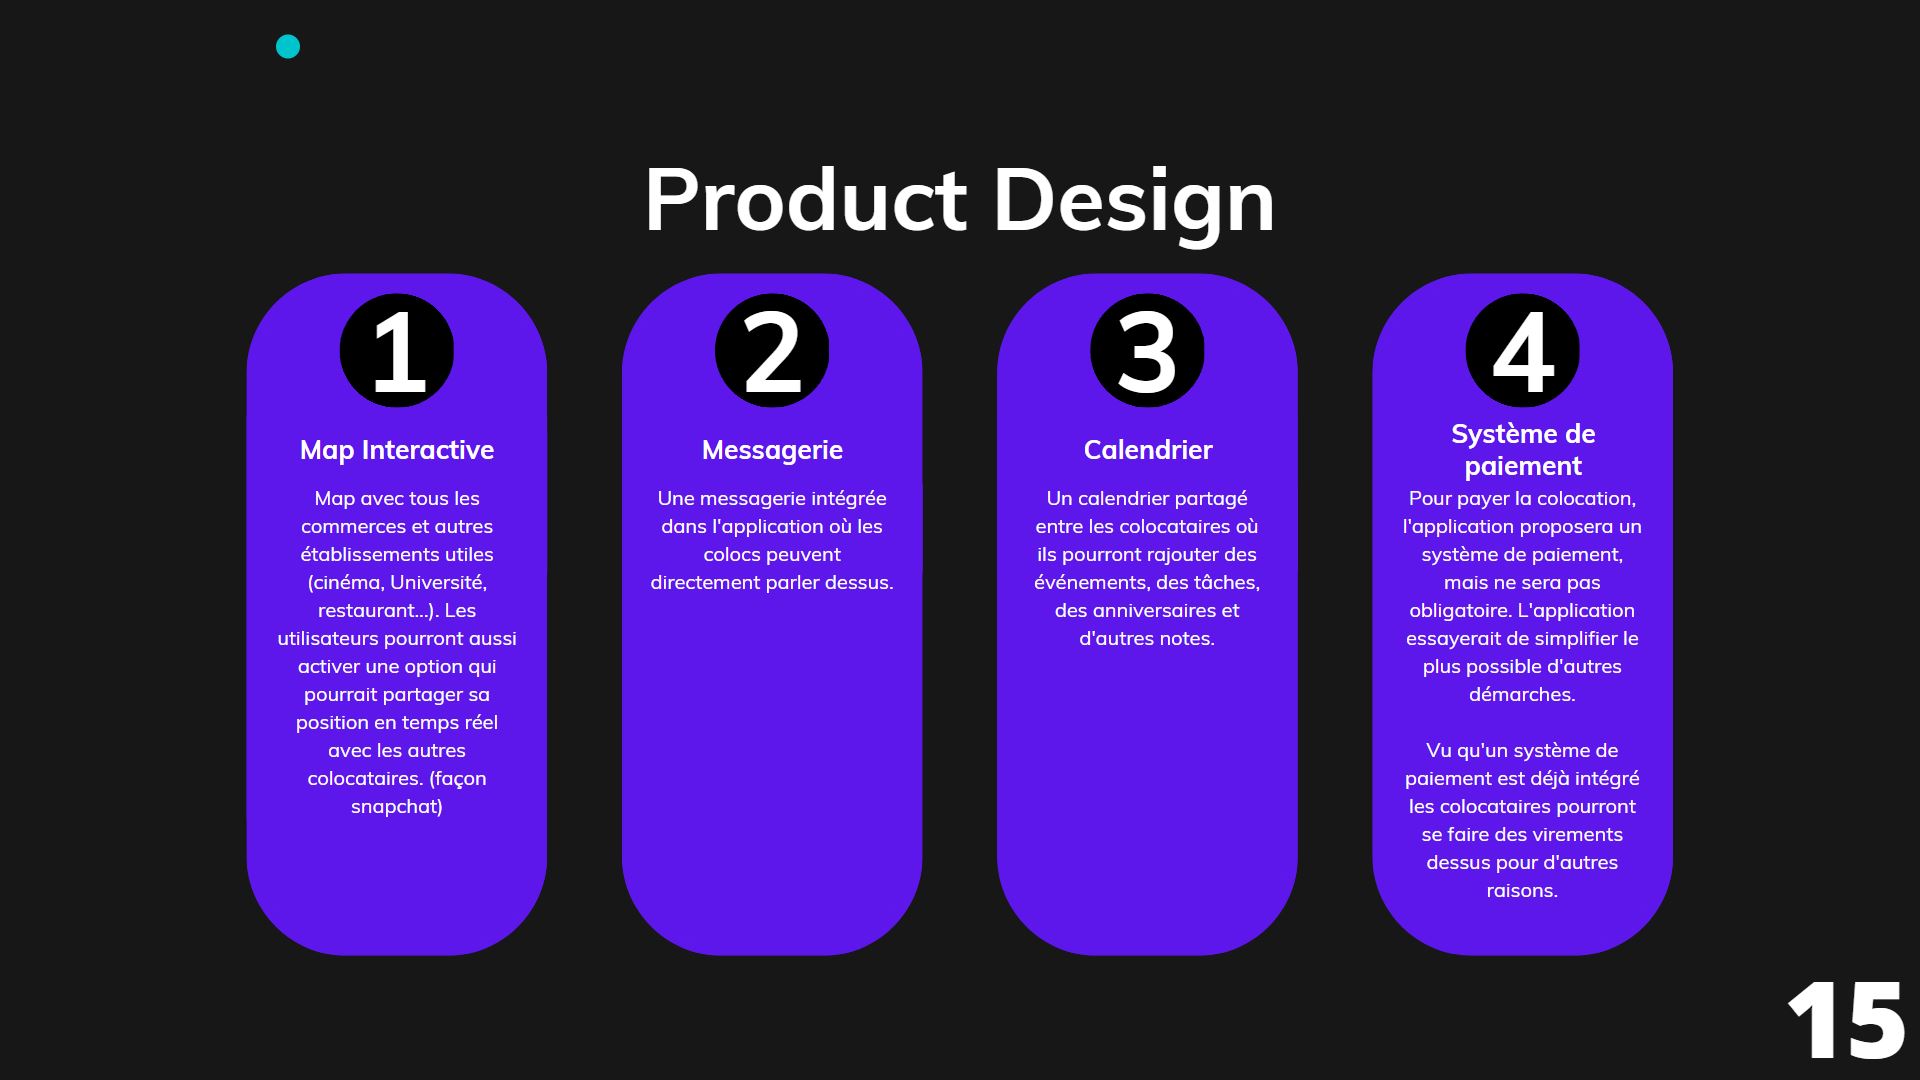 Product Design
1
Map Interactive
Map avec tous les
commerces et autres
établissements utiles
(cinéma, Université,
restaurant...). Les
utilisateurs pourront aussi
activer une option qui
pourrait partager sa
position en temps réel
avec les autres
colocataires. (façon
snapchat)
2
Messagerie
Une messagerie intégrée
dans l'application où les
colocs peuvent
directement parler dessus.
3
Calendrier
Un calendrier partagé
entre les colocataires où
ils pourront rajouter des
événements, des tâches,
des anniversaires et
d'autres notes.
4
Système de
paiement
Pour payer la colocation,
l'application proposera un
système de paiement,
mais ne sera pas
obligatoire. L'application
essayerait de simplifier le
plus possible d'autres
démarches.
Vu qu'un système de
paiement est déjà intégré
les colocataires pourront
se faire des virements
dessus pour d'autres
raisons.
15